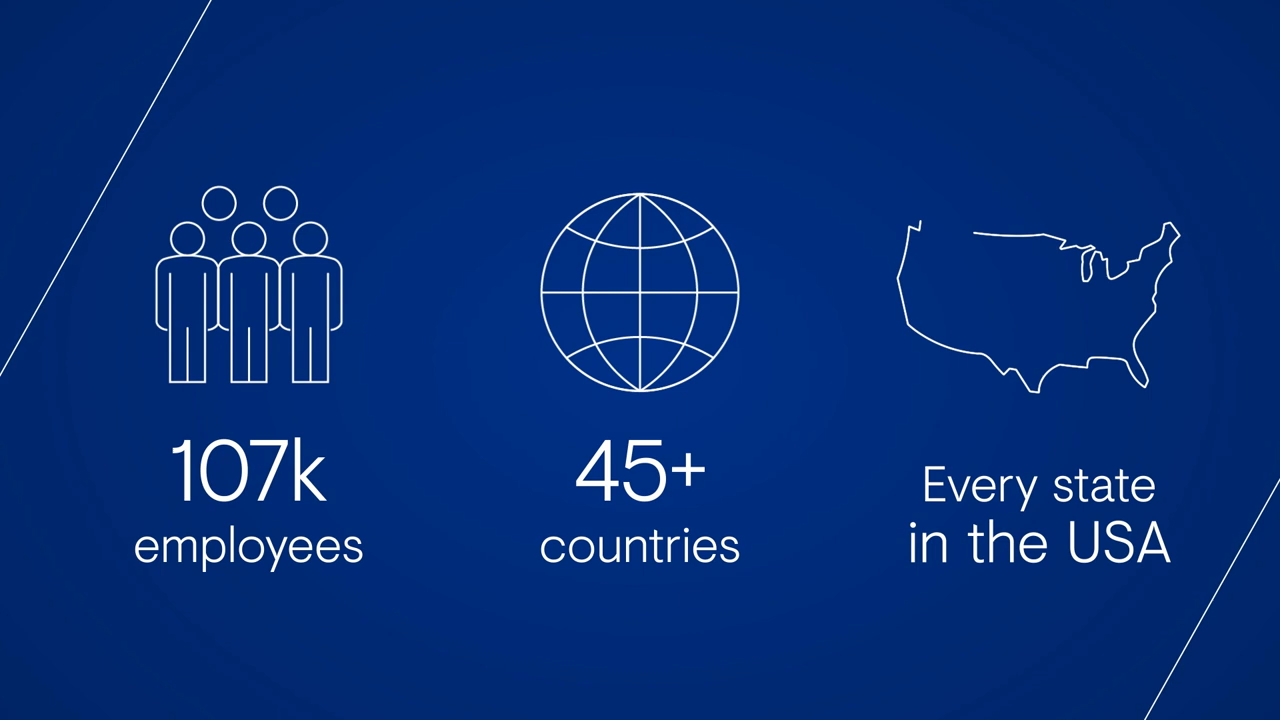 107k
employees
45+
countries
Every state
in the USA